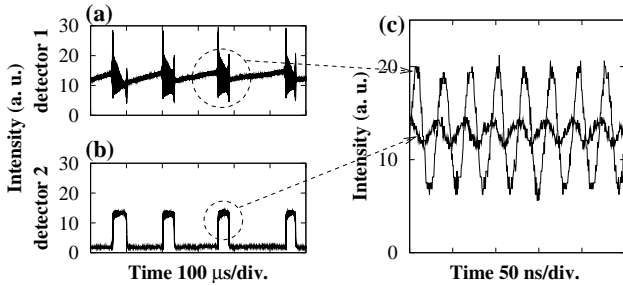 (a)
30
20
10
0
detector 1
Intensity (a. u.)
(b)
30
20
10
0
detector 2
Time 100 μs/div.
(c)
20
10
0
Intensity (a. u.)
Time 50 ns/div.